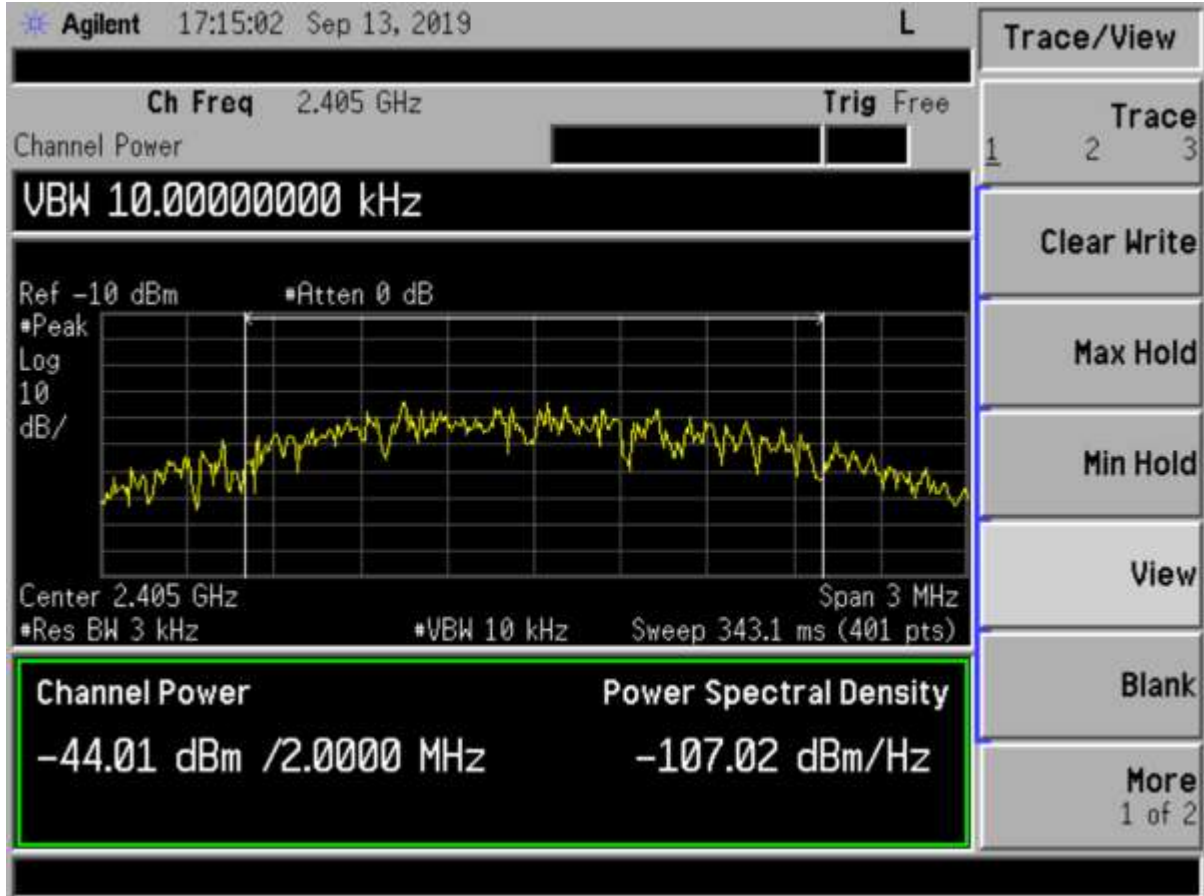 Agilent 17:15:02 Sep 13, 2019 L
Trace/View
Ch Freq 2.405 GHz Trig Free
Channel Power
Trace
1 2 3
VBW 10.00000000 kHz
Clear Write
Ref -10 dBm #Atten 0 dB
#Peak
Log
10
dB/
Max Hold
Min Hold
View
Center 2.405 GHz Span 3 MHz
#Res BW 3 kHz #VBW 10 kHz Sweep 343.1 ms (401 pts)
Channel Power Power Spectral Density
-44.01 dBm /2.0000 MHz -107.02 dBm/Hz
Blank
More
1 of 2